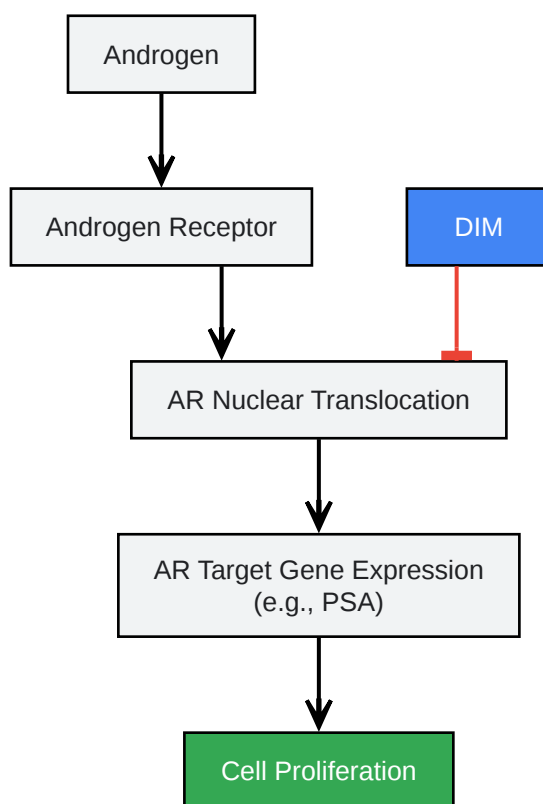 Androgen
Androgen Receptor
DIM
AR Nuclear Translocation
AR Target Gene Expression
(e.g., PSA)
Cell Proliferation